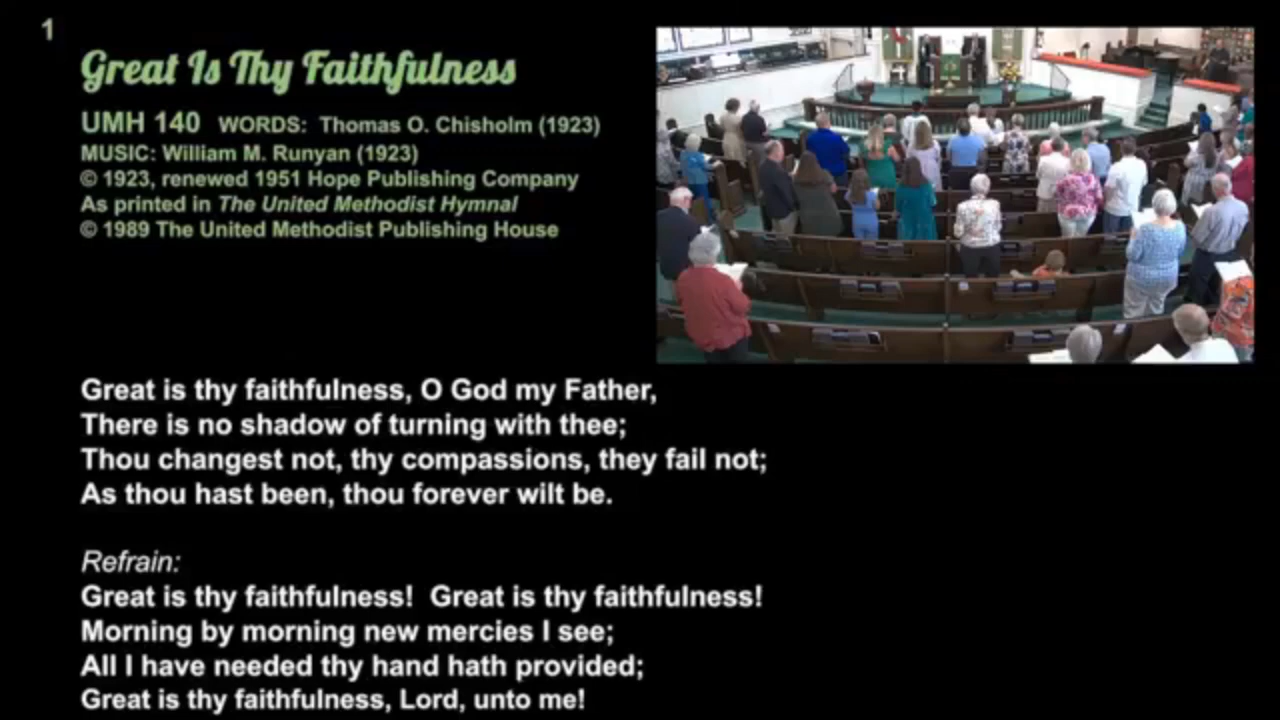 1
Great Is Thy Faithfulness
UMH 140 WORDS: Thomas O. Chisholm (1923)
MUSIC: William M. Runyan (1923)
© 1923, renewed 1951 Hope Publishing Company
As printed in The United Methodist Hymnal
© 1989 The United Methodist Publishing House
Great is thy faithfulness, O God my Father,
There is no shadow of turning with thee;
Thou changest not, thy compassions, they fail not;
As thou hast been, thou forever wilt be.
Refrain:
Great is thy faithfulness!  Great is thy faithfulness!
Morning by morning new mercies I see;
All I have needed thy hand hath provided;
Great is thy faithfulness, Lord, unto me!